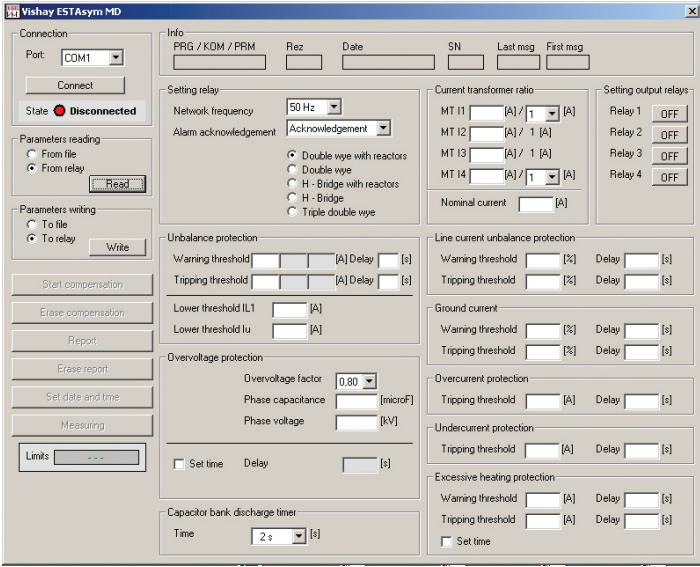 Vishay ESTAsym MD
Connection
Port: COM1
Connect
State Disconnected
Parameters reading
From file
From relay
Read
Parameters writing
To file
To relay
Write
Start compensation
Erase compensation
Report
Erase report
Set date and time
Measuring
Limits ---
Info
PRG / KOM / PRM Rez Date SN Last msg First msg
Setting relay
Network frequency 50 Hz
Alarm acknowledgement Acknowledgement
Double wye with reactors
Double wye
H - Bridge with reactors
H - Bridge
Triple double wye
Current transformer ratio
MT I1 [A] / 1 [A]
MT I2 [A] / 1 [A]
MT I3 [A] / 1 [A]
MT I4 [A] / 1 [A]
Nominal current [A]
Setting output relays
Relay 1 OFF
Relay 2 OFF
Relay 3 OFF
Relay 4 OFF
Unbalance protection
Warning threshold [A] Delay [s]
Tripping threshold [A] Delay [s]
Lower threshold IL1 [A]
Lower threshold Iu [A]
Overvoltage protection
Overvoltage factor 0,80
Phase capacitance [microF]
Phase voltage [kV]
Set time Delay [s]
Capacitor bank discharge timer
Time 2 s [s]
Line current unbalance protection
Warning threshold [%] Delay [s]
Tripping threshold [%] Delay [s]
Ground current
Warning threshold [%] Delay [s]
Tripping threshold [%] Delay [s]
Overcurrent protection
Tripping threshold [A] Delay [s]
Undercurrent protection
Tripping threshold [A] Delay [s]
Excessive heating protection
Warning threshold [A] Delay [s]
Tripping threshold [A] Delay [s]
Set time